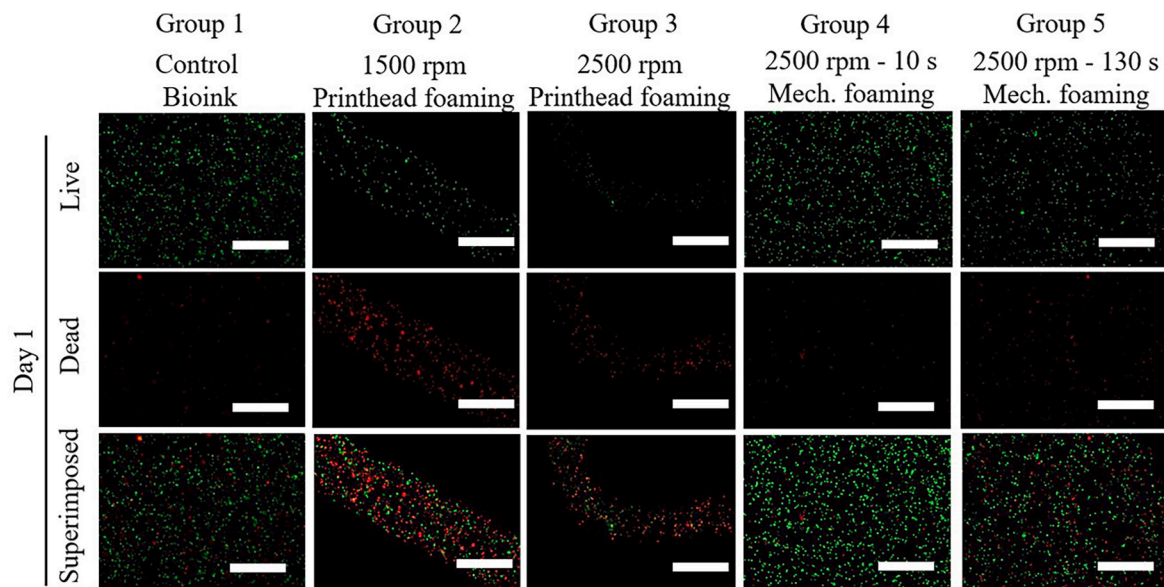 Group 1
Group 2
Group 3
Group 4
Group 5
Control
Bioink
1500 rpm
Printhead foaming
2500 rpm
Printhead foaming
2500 rpm - 10 s
Mech. foaming
2500 rpm - 130 s
Mech. foaming
Day 1
Live
Dead
Superimposed